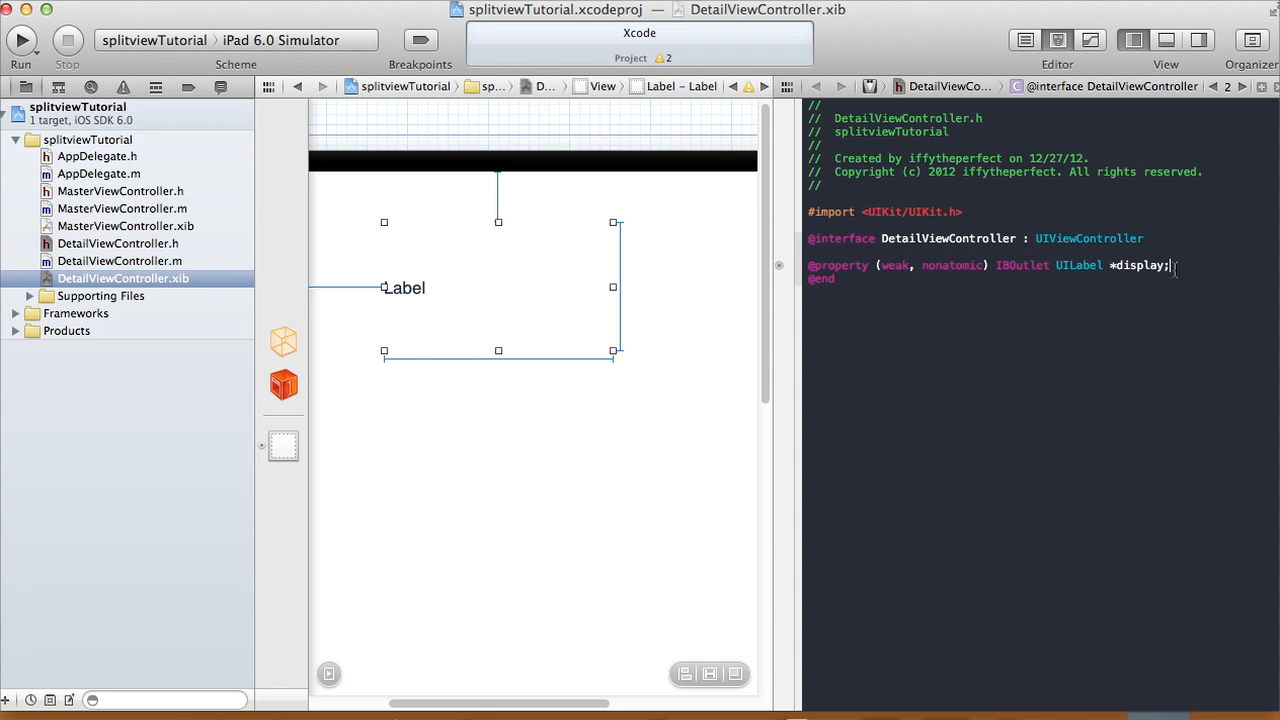 splitviewTutorial.xcodeproj — DetailViewController.xib
splitviewTutorial › iPad 6.0 Simulator
Xcode
Project 2
Run Stop Scheme Breakpoints Editor View Organizer
splitviewTutorial sp... D... View Label - Label
DetailViewCo... @interface DetailViewController 2
splitviewTutorial
1 target, iOS SDK 6.0
splitviewTutorial
AppDelegate.h
AppDelegate.m
MasterViewController.h
MasterViewController.m
MasterViewController.xib
DetailViewController.h
DetailViewController.m
DetailViewController.xib
Supporting Files
Frameworks
Products
Label
//
// DetailViewController.h
// splitviewTutorial
//
// Created by iffytheperfect on 12/27/12.
// Copyright (c) 2012 iffytheperfect. All rights reserved.
//
#import <UIKit/UIKit.h>
@interface DetailViewController : UIViewController
@property (weak, nonatomic) IBOutlet UILabel *display;
@end